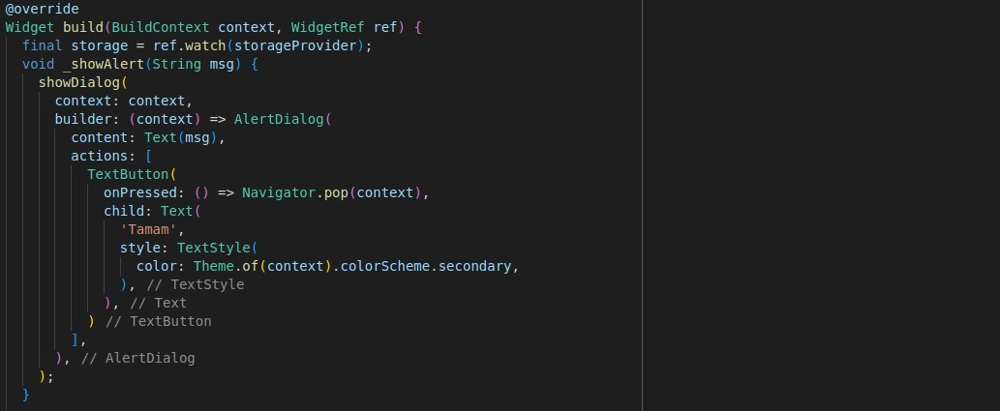 @override
Widget build(BuildContext context, WidgetRef ref) {
  final storage = ref.watch(storageProvider);
  void _showAlert(String msg) {
    showDialog(
      context: context,
      builder: (context) => AlertDialog(
        content: Text(msg),
        actions: [
          TextButton(
            onPressed: () => Navigator.pop(context),
            child: Text(
              'Tamam',
              style: TextStyle(
                color: Theme.of(context).colorScheme.secondary,
              ), // TextStyle
            ), // Text
          ) // TextButton
        ],
      ), // AlertDialog
    );
  }